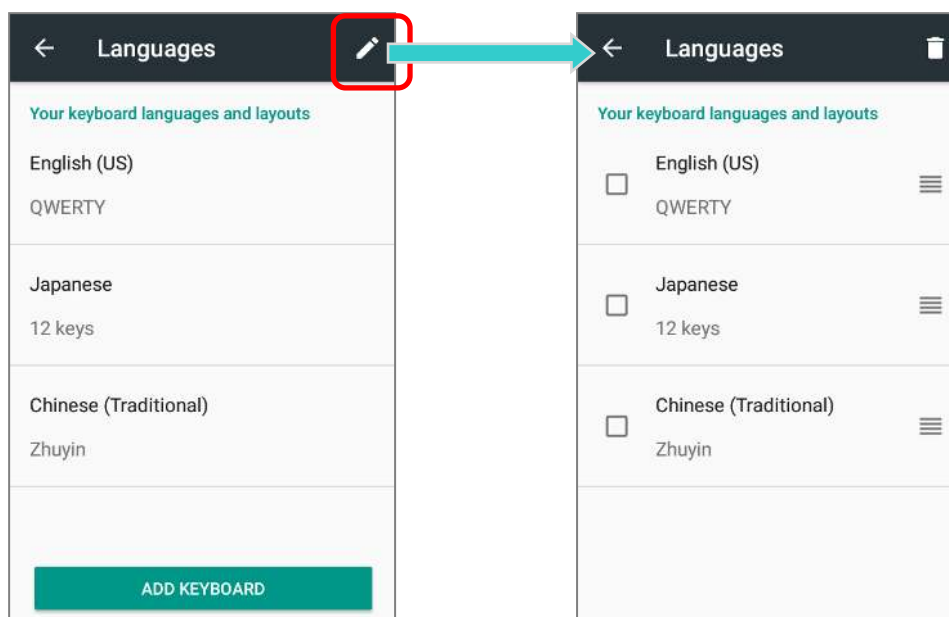 Languages
Your keyboard languages and layouts
English (US)
QWERTY
Japanese
12 keys
Chinese (Traditional)
Zhuyin
ADD KEYBOARD
Languages
Your keyboard languages and layouts
English (US)
QWERTY
Japanese
12 keys
Chinese (Traditional)
Zhuyin